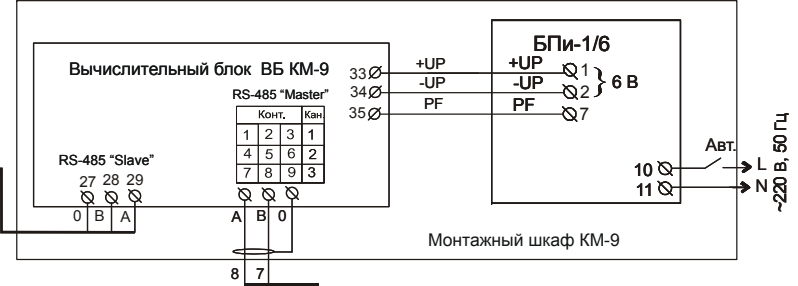 БПи-1/6
Вычислительный блок ВБ КМ-9
33 +UP +UP 1
34 -UP -UP 2 6 В
35 PF PF 7
RS-485 “Master”
Конт. Кан.
1 2 3 1
4 5 6 2
7 8 9 3
RS-485 “Slave”
27 28 29
0 В А
А В 0
10 Авт. L
11 N
~220 В, 50 Гц
Монтажный шкаф КМ-9
8 7